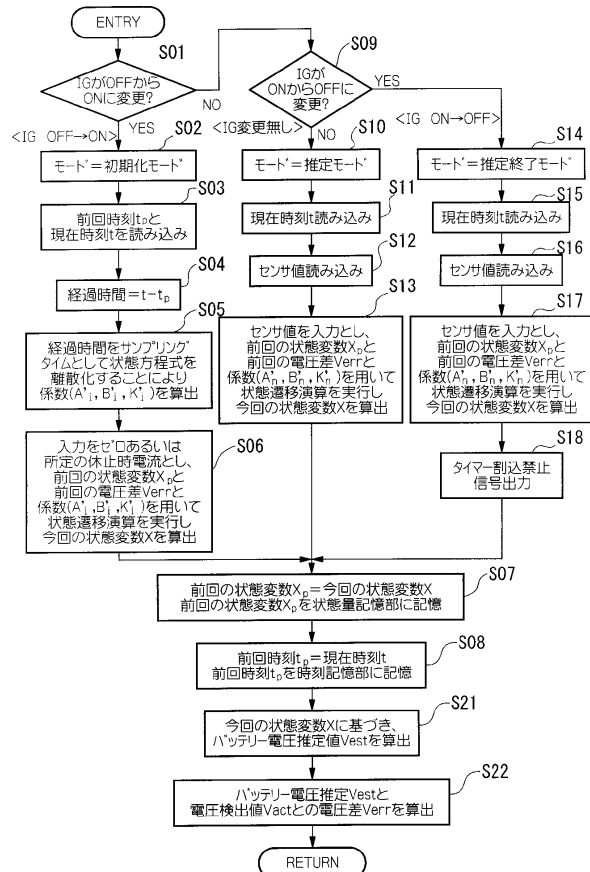 ENTRY
S01
IGがOFFから
ONに変更?
NO
YES
<IG OFF→ON>
S02
モード=初期化モード
S03
前回時刻tpと
現在時刻tを読み込み
S04
経過時間=t-tp
S05
経過時間をサンプリング
タイムとして状態方程式を
離散化することにより
係数(A'i,B'i,K'i)を算出
S06
入力をゼロあるいは
所定の休止時電流とし、
前回の状態変数Xpと
前回の電圧差Verrと
係数(A'i,B'i,K'i)を用いて
状態遷移演算を実行し
今回の状態変数Xを算出
S09
IGが
ONからOFFに
変更?
YES
<IG変更無し>
NO
S10
モード=推定モード
S11
現在時刻t読み込み
S12
センサ値読み込み
S13
センサ値を入力とし、
前回の状態変数Xpと
前回の電圧差Verrと
係数(A'n,B'n,K'n)を用いて
状態遷移演算を実行し
今回の状態変数Xを算出
<IG ON→OFF>
S14
モード=推定終了モード
S15
現在時刻t読み込み
S16
センサ値読み込み
S17
センサ値を入力とし、
前回の状態変数Xpと
前回の電圧差Verrと
係数(A'n,B'n,K'n)を用いて
状態遷移演算を実行し
今回の状態変数Xを算出
S18
タイマー割込禁止
信号出力
S07
前回の状態変数Xp=今回の状態変数X
前回の状態変数Xpを状態量記憶部に記憶
S08
前回時刻tp=現在時刻t
前回時刻tpを時刻記憶部に記憶
S21
今回の状態変数Xに基づき、
バッテリー電圧推定値Vestを算出
S22
バッテリー電圧推定Vestと
電圧検出値Vactとの電圧差Verrを算出
RETURN